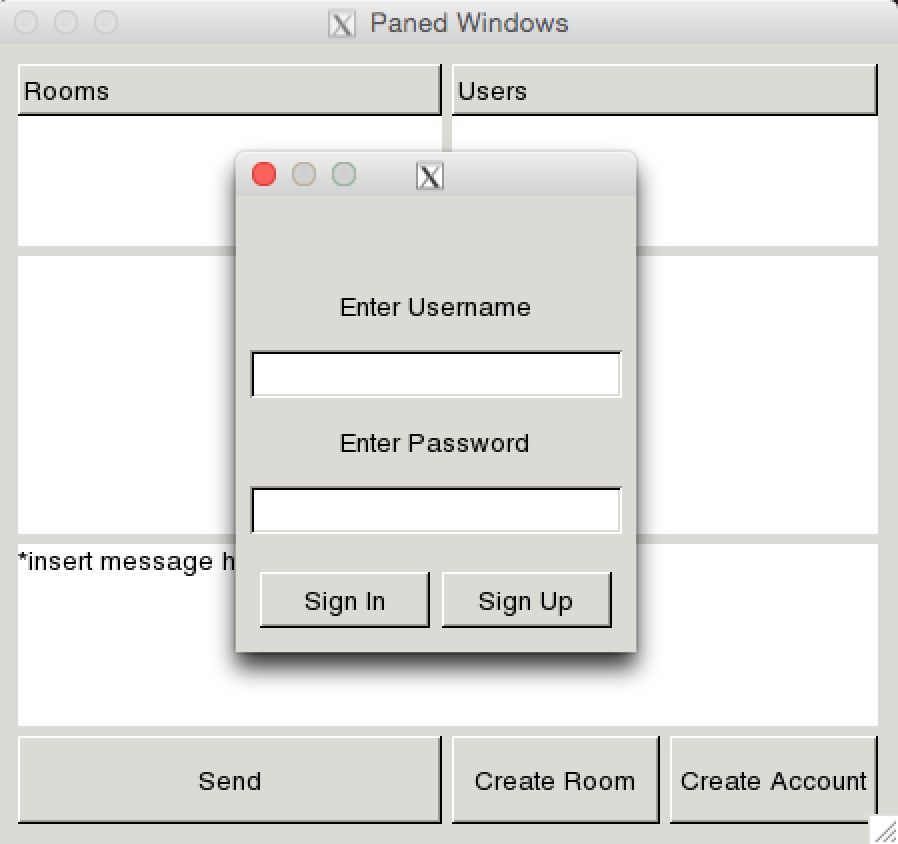 Paned Windows
Rooms
Users
Enter Username
Enter Password
*insert message
Sign In
Sign Up
Send
Create Room
Create Account